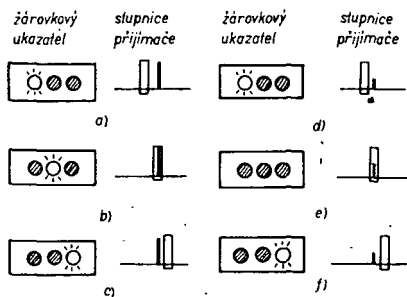 žárovkový
ukazatel
stupnice
přijímače
žárovkový
ukazatel
stupnice
přijímače
a)
d)
b)
e)
c)
f)